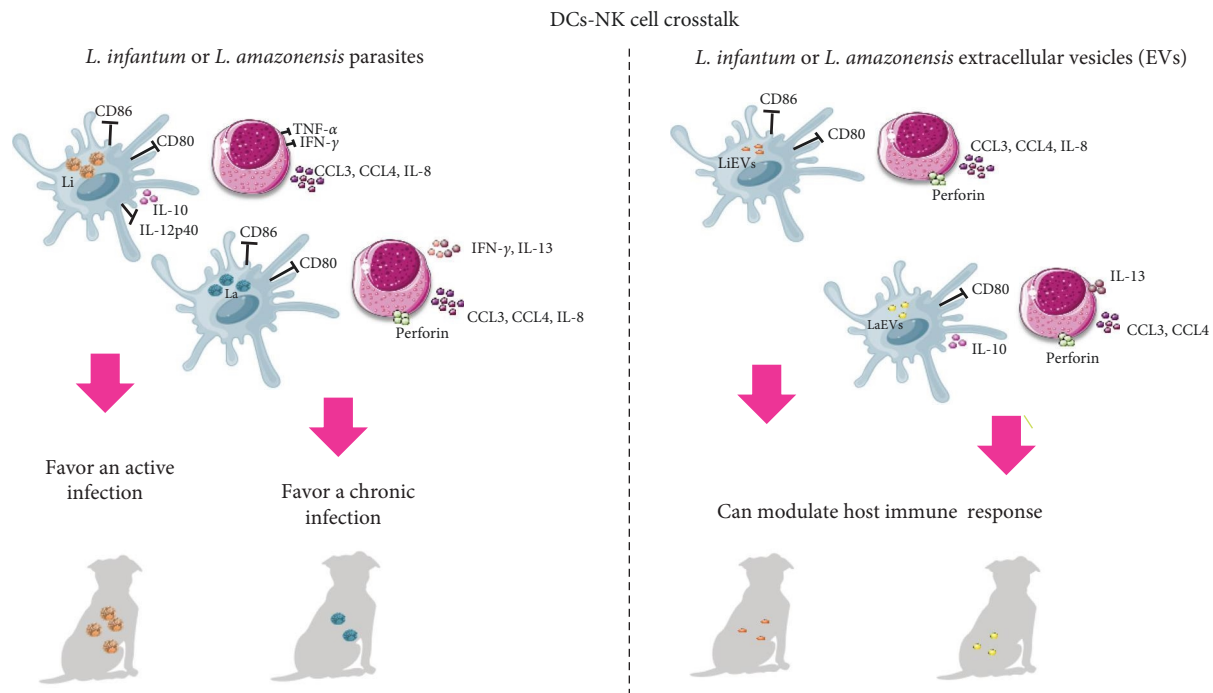 DCs-NK cell crosstalk
L. infantum or L. amazonensis parasites
CD86
CD80
Li
IL-10
IL-12p40
TNF-α
IFN-γ
CCL3, CCL4, IL-8
CD86
CD80
La
IFN-γ, IL-13
CCL3, CCL4, IL-8
Perforin
Favor an active
infection
Favor a chronic
infection
L. infantum or L. amazonensis extracellular vesicles (EVs)
CD86
CD80
LiEVs
CCL3, CCL4, IL-8
Perforin
CD80
LaEVs
IL-10
IL-13
CCL3, CCL4
Perforin
Can modulate host immune response